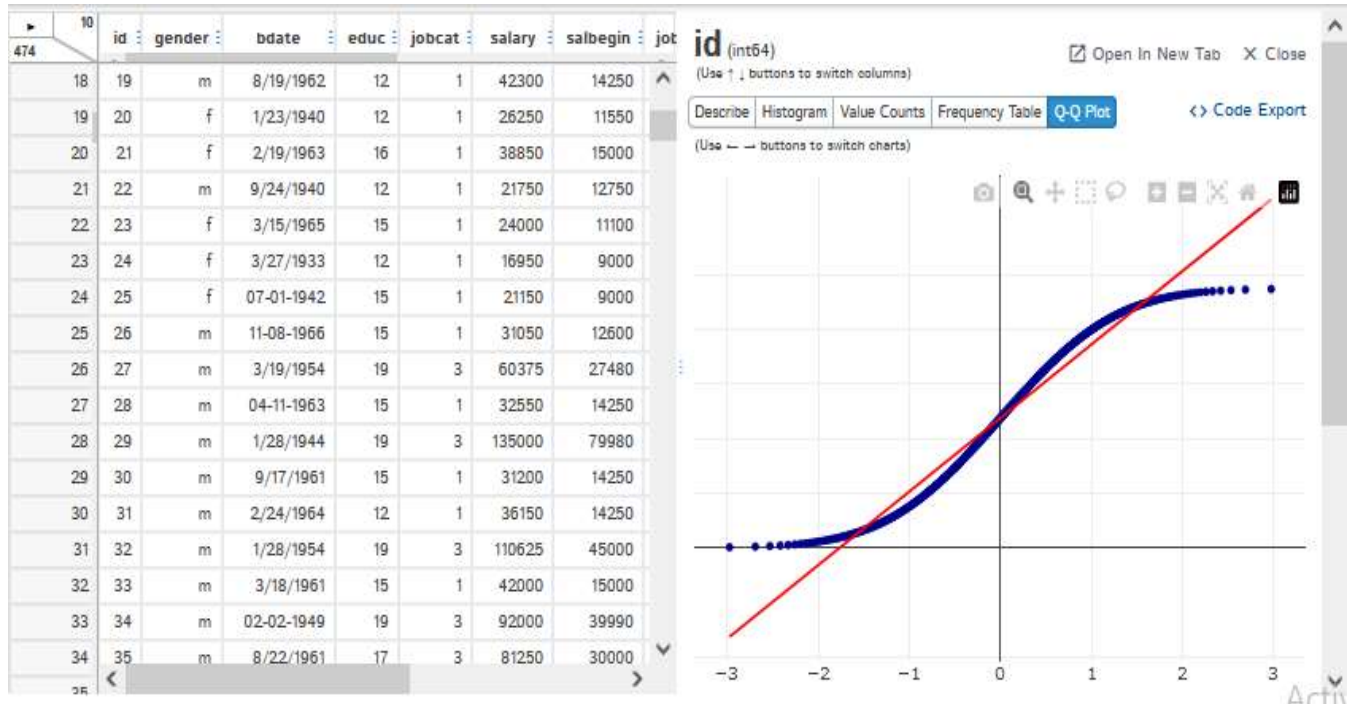 10
474
id gender bdate educ jobcat salary salbegin job
18 19 m 8/19/1962 12 1 42300 14250
19 20 f 1/23/1940 12 1 26250 11550
20 21 f 2/19/1963 16 1 38850 15000
21 22 m 9/24/1940 12 1 21750 12750
22 23 f 3/15/1965 15 1 24000 11100
23 24 f 3/27/1933 12 1 16950 9000
24 25 f 07-01-1942 15 1 21150 9000
25 26 m 11-08-1966 15 1 31050 12600
26 27 m 3/19/1954 19 3 60375 27480
27 28 m 04-11-1963 15 1 32550 14250
28 29 m 1/28/1944 19 3 135000 79980
29 30 m 9/17/1961 15 1 31200 14250
30 31 m 2/24/1964 12 1 36150 14250
31 32 m 1/28/1954 19 3 110625 45000
32 33 m 3/18/1961 15 1 42000 15000
33 34 m 02-02-1949 19 3 92000 39990
34 35 m 8/22/1961 17 3 81250 30000
35
id (int64)
Open In New Tab X Close
(Use ↑ ↓ buttons to switch columns)
Describe Histogram Value Counts Frequency Table Q-Q Plot <> Code Export
(Use ← → buttons to switch charts)
−3 −2 −1 0 1 2 3
Activ